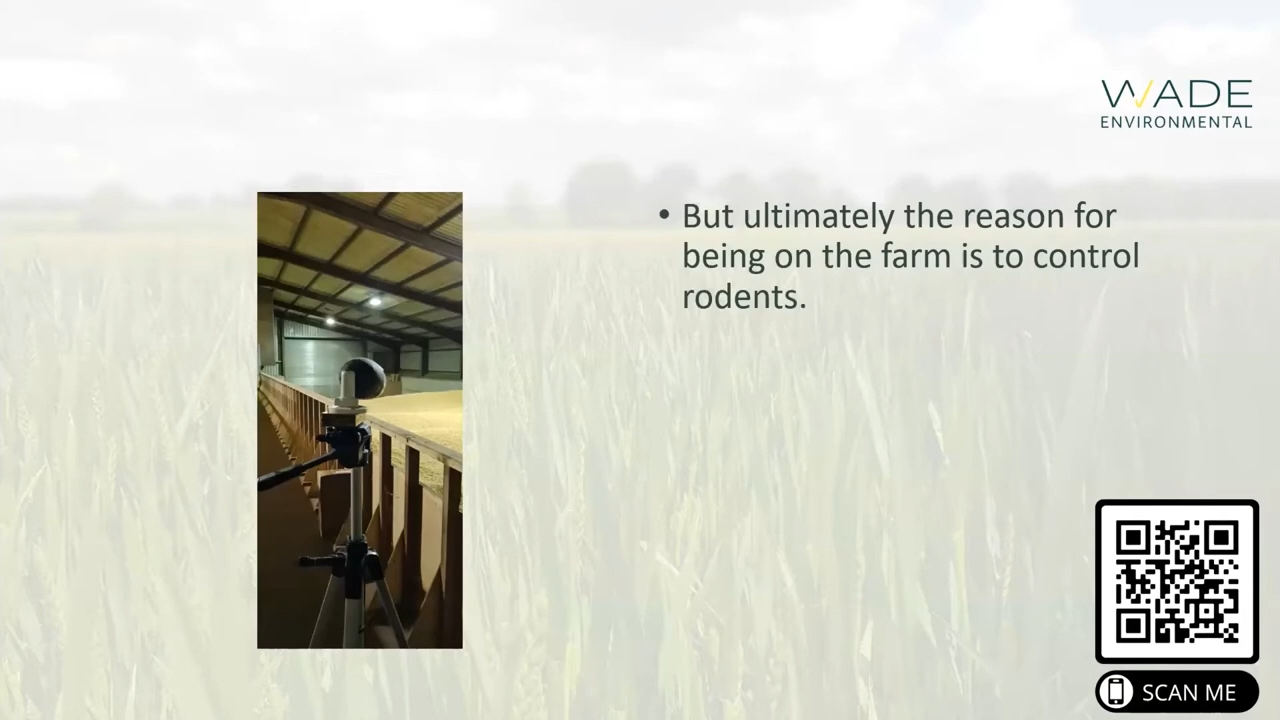 WADE
ENVIRONMENTAL
• But ultimately the reason for
being on the farm is to control
rodents.
SCAN ME